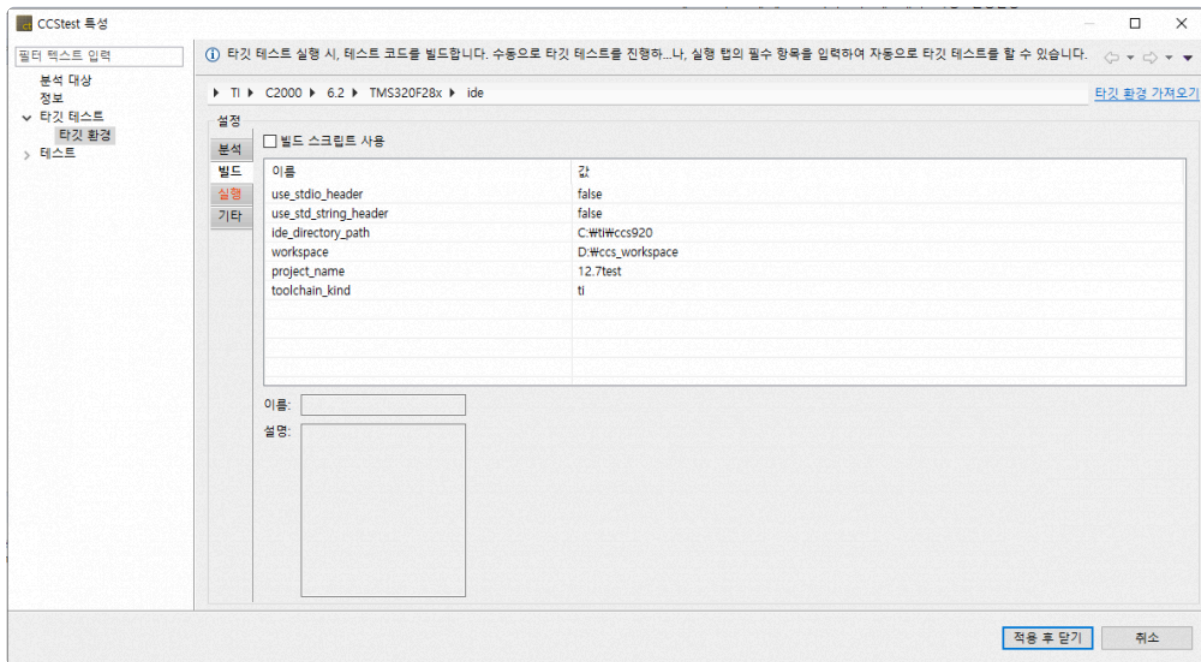 CCStest 특성
필터 텍스트 입력
분석 대상
정보
타깃 테스트
타깃 환경
테스트
타깃 테스트 실행 시, 테스트 코드를 빌드합니다. 수동으로 타깃 테스트를 진행하...나, 실행 탭의 필수 항목을 입력하여 자동으로 타깃 테스트를 할 수 있습니다.
TI C2000 6.2 TMS320F28x ide
타깃 환경 가져오기
설정
분석
빌드
실행
기타
빌드 스크립트 사용
이름 값
use_stdio_header false
use_std_string_header false
ide_directory_path C:₩ti₩ccs920
workspace D:₩ccs_workspace
project_name 12.7test
toolchain_kind ti
이름:
설명:
적용 후 닫기 취소